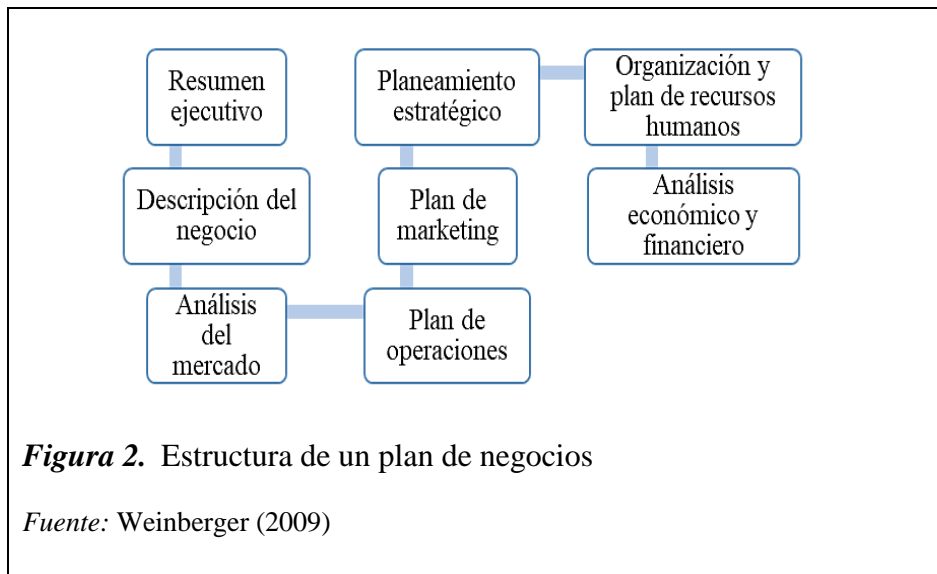 Resumen
ejecutivo
Descripción del
negocio
Análisis
del
mercado
Plan de
operaciones
Plan de
marketing
Planeamiento
estratégico
Organización y
plan de recursos
humanos
Análisis
económico y
financiero
Figura 2. Estructura de un plan de negocios
Fuente: Weinberger (2009)